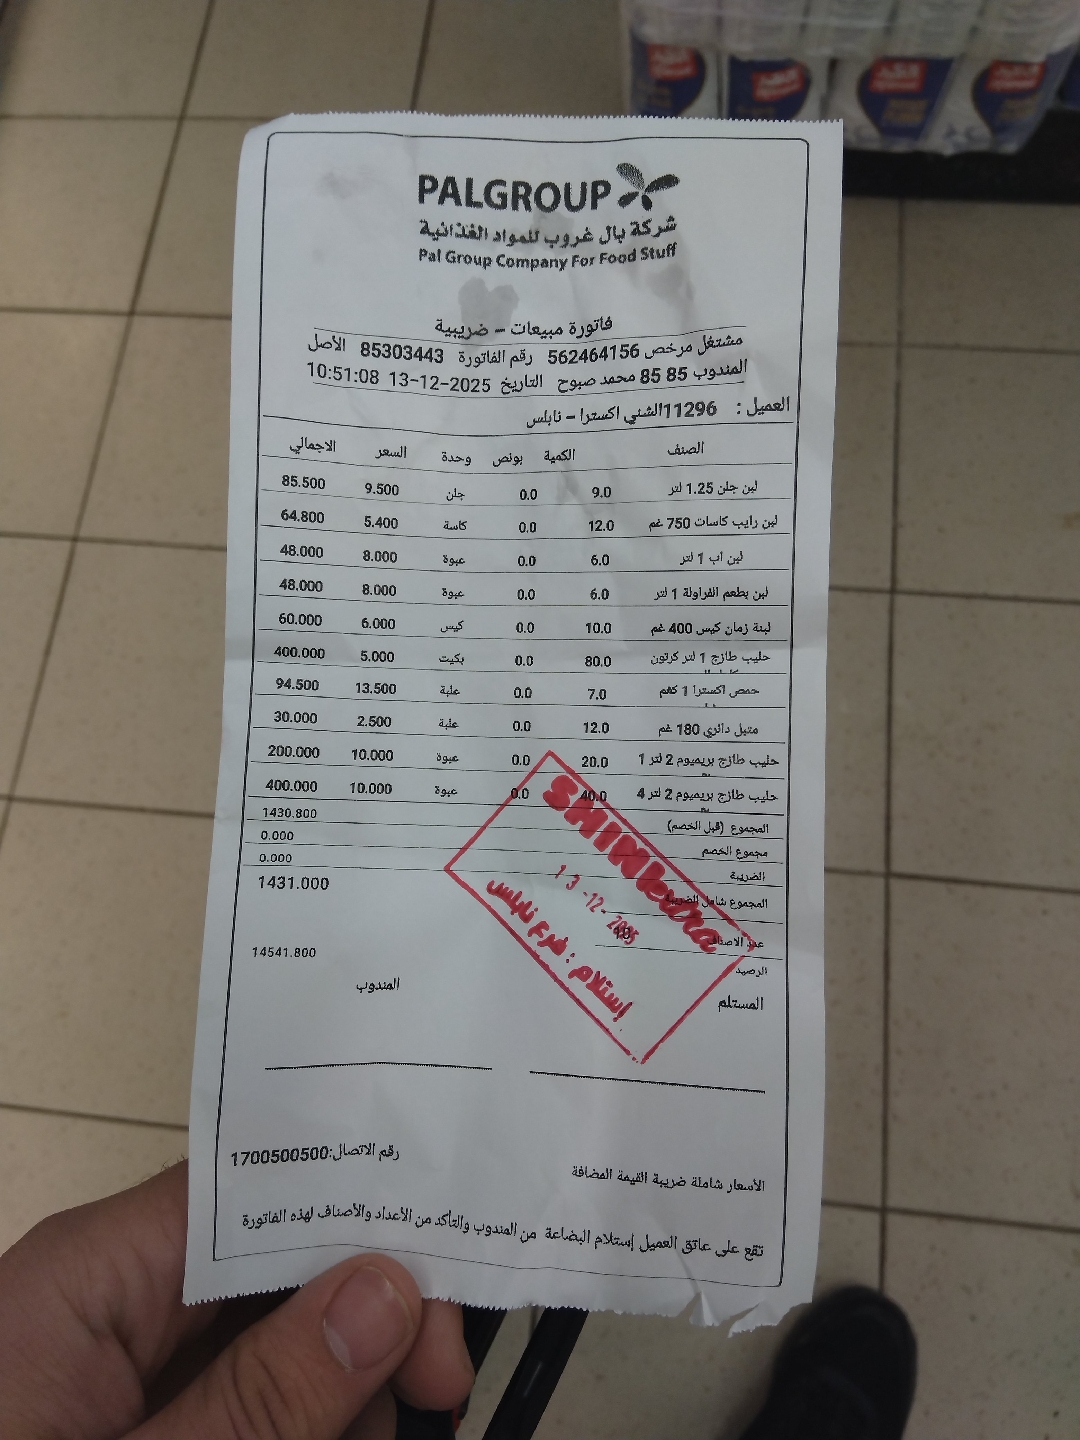 PALGROUP
شركة بال غروب للمواد الغذائية
Pal Group Company For Food Stuff
فاتورة مبيعات - ضريبية
مشتغل مرخص 562464156 رقم الفاتورة 85303443 الأصل
المندوب 85 85 محمد صبوح التاريخ 13-12-2025 10:51:08
العميل : 11296الشني اكسترا - نابلس
الصنف الكمية بونص وحدة السعر الاجمالي
لبن جلن 1.25 لتر 9.0 0.0 جلن 9.500 85.500
لبن رايب كاسات 750 غم 12.0 0.0 كاسة 5.400 64.800
لبن اب 1 لتر 6.0 0.0 عبوة 8.000 48.000
لبن بطعم الفراولة 1 لتر 6.0 0.0 عبوة 8.000 48.000
لبنة زمان كيس 400 غم 10.0 0.0 كيس 6.000 60.000
حليب طازج 1 لتر كرتون 80.0 0.0 بكيت 5.000 400.000
حمص اكسترا 1 كغم 7.0 0.0 علبة 13.500 94.500
متبل دائري 180 غم 12.0 0.0 علبة 2.500 30.000
حليب طازج بريميوم 2 لتر 1 20.0 0.0 عبوة 10.000 200.000
حليب طازج بريميوم 2 لتر 4 40.0 0.0 عبوة 10.000 400.000
المجموع (قبل الخصم) 1430.800
مجموع الخصم 0.000
الضريبة 0.000
المجموع شامل الضريبة 1431.000
عدد الاصناف 10
الرصيد 14541.800
المستلم المندوب
SHINIextra
13-12-2025
إستلام : فرع نابلس
رقم الاتصال:1700500500
الأسعار شاملة ضريبة القيمة المضافة
تقع على عاتق العميل إستلام البضاعة من المندوب والتأكد من الأعداد والأصناف لهذه الفاتورة